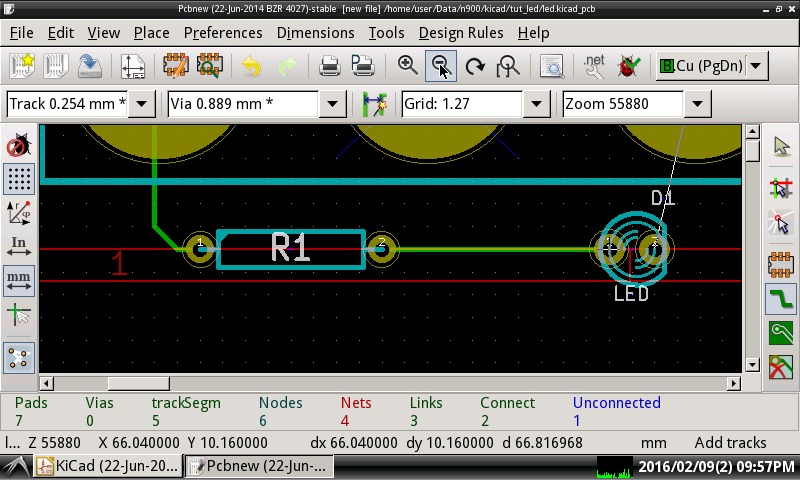 Pcbnew (22-Jun-2014 BZR 4027)-stable [new file] /home/user/Data/n900/kicad/tut_led/led.kicad_pcb
File Edit View Place Preferences Dimensions Tools Design Rules Help
.net B.Cu (PgDn)
Track 0.254 mm * Via 0.889 mm * Grid: 1.27 Zoom 55880
D1
1 R1 2
1
LED
In
mm
Pads Vias trackSegm Nodes Nets Links Connect Unconnected
7 0 5 6 4 3 2 1
l... Z 55880 X 66.040000 Y 10.160000 dx 66.040000 dy 10.160000 d 66.816968 mm Add tracks
KiCad (22-Jun-20... Pcbnew (22-Jun-... 2016/02/09(2) 09:57PM